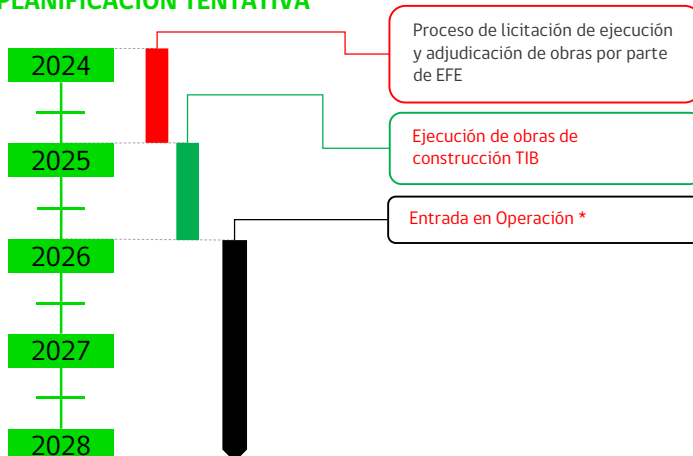 PLANIFICACIÓN TENTATIVA
2024
Proceso de licitación de ejecución
y adjudicación de obras por parte
de EFE
2025
Ejecución de obras de
construcción TIB
Entrada en Operación *
2026
2027
2028